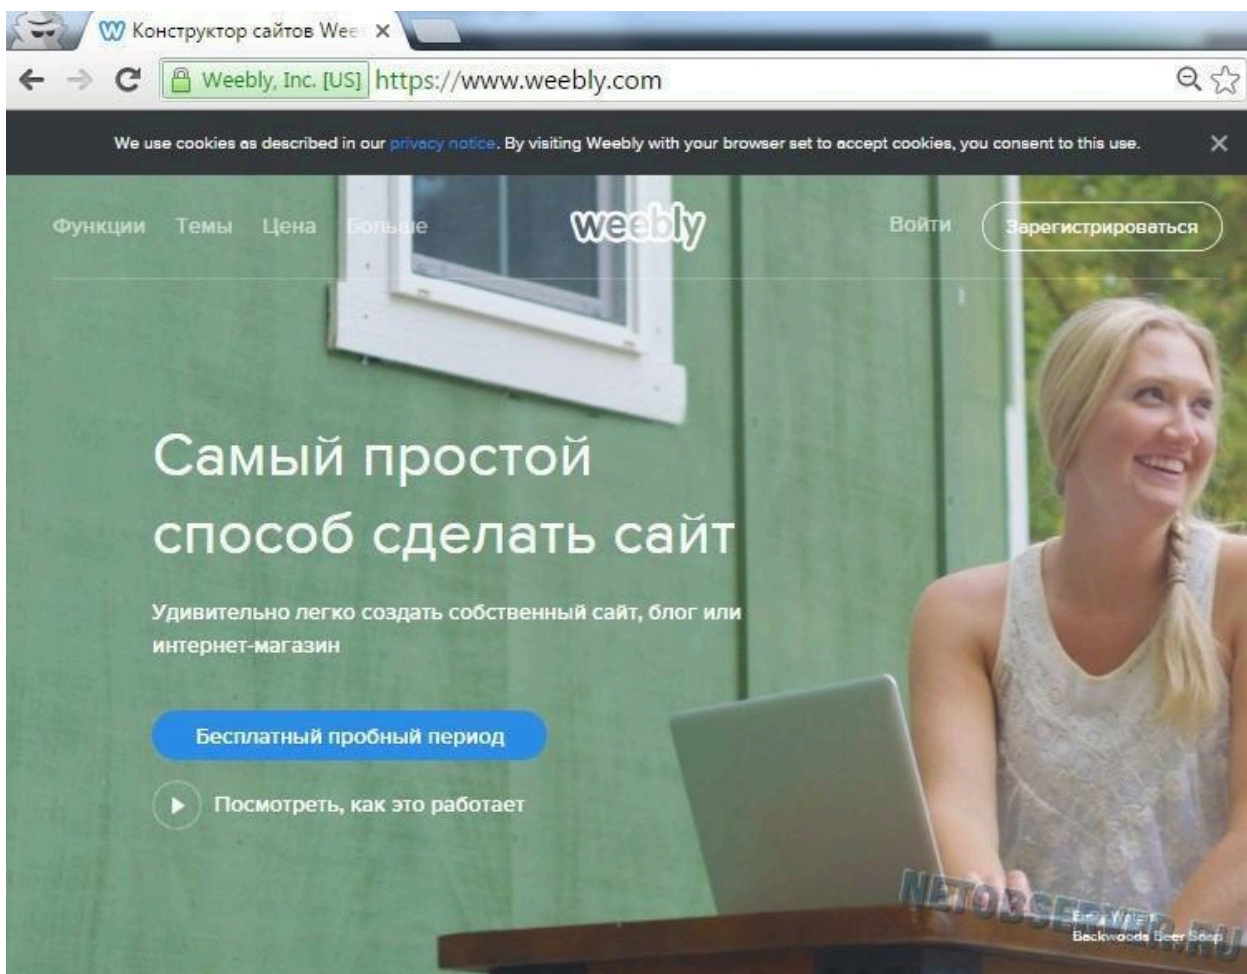 Конструктор сайтов Wee
Weebly, Inc. [US] https://www.weebly.com
We use cookies as described in our privacy notice. By visiting Weebly with your browser set to accept cookies, you consent to this use.
Функции Темы Цена Больше weebly Войти Зарегистрироваться
Самый простой
способ сделать сайт
Удивительно легко создать собственный сайт, блог или
интернет-магазин
Бесплатный пробный период
Посмотреть, как это работает
NETOBSERVER.RU
Waters
Backwoods Beer Soap